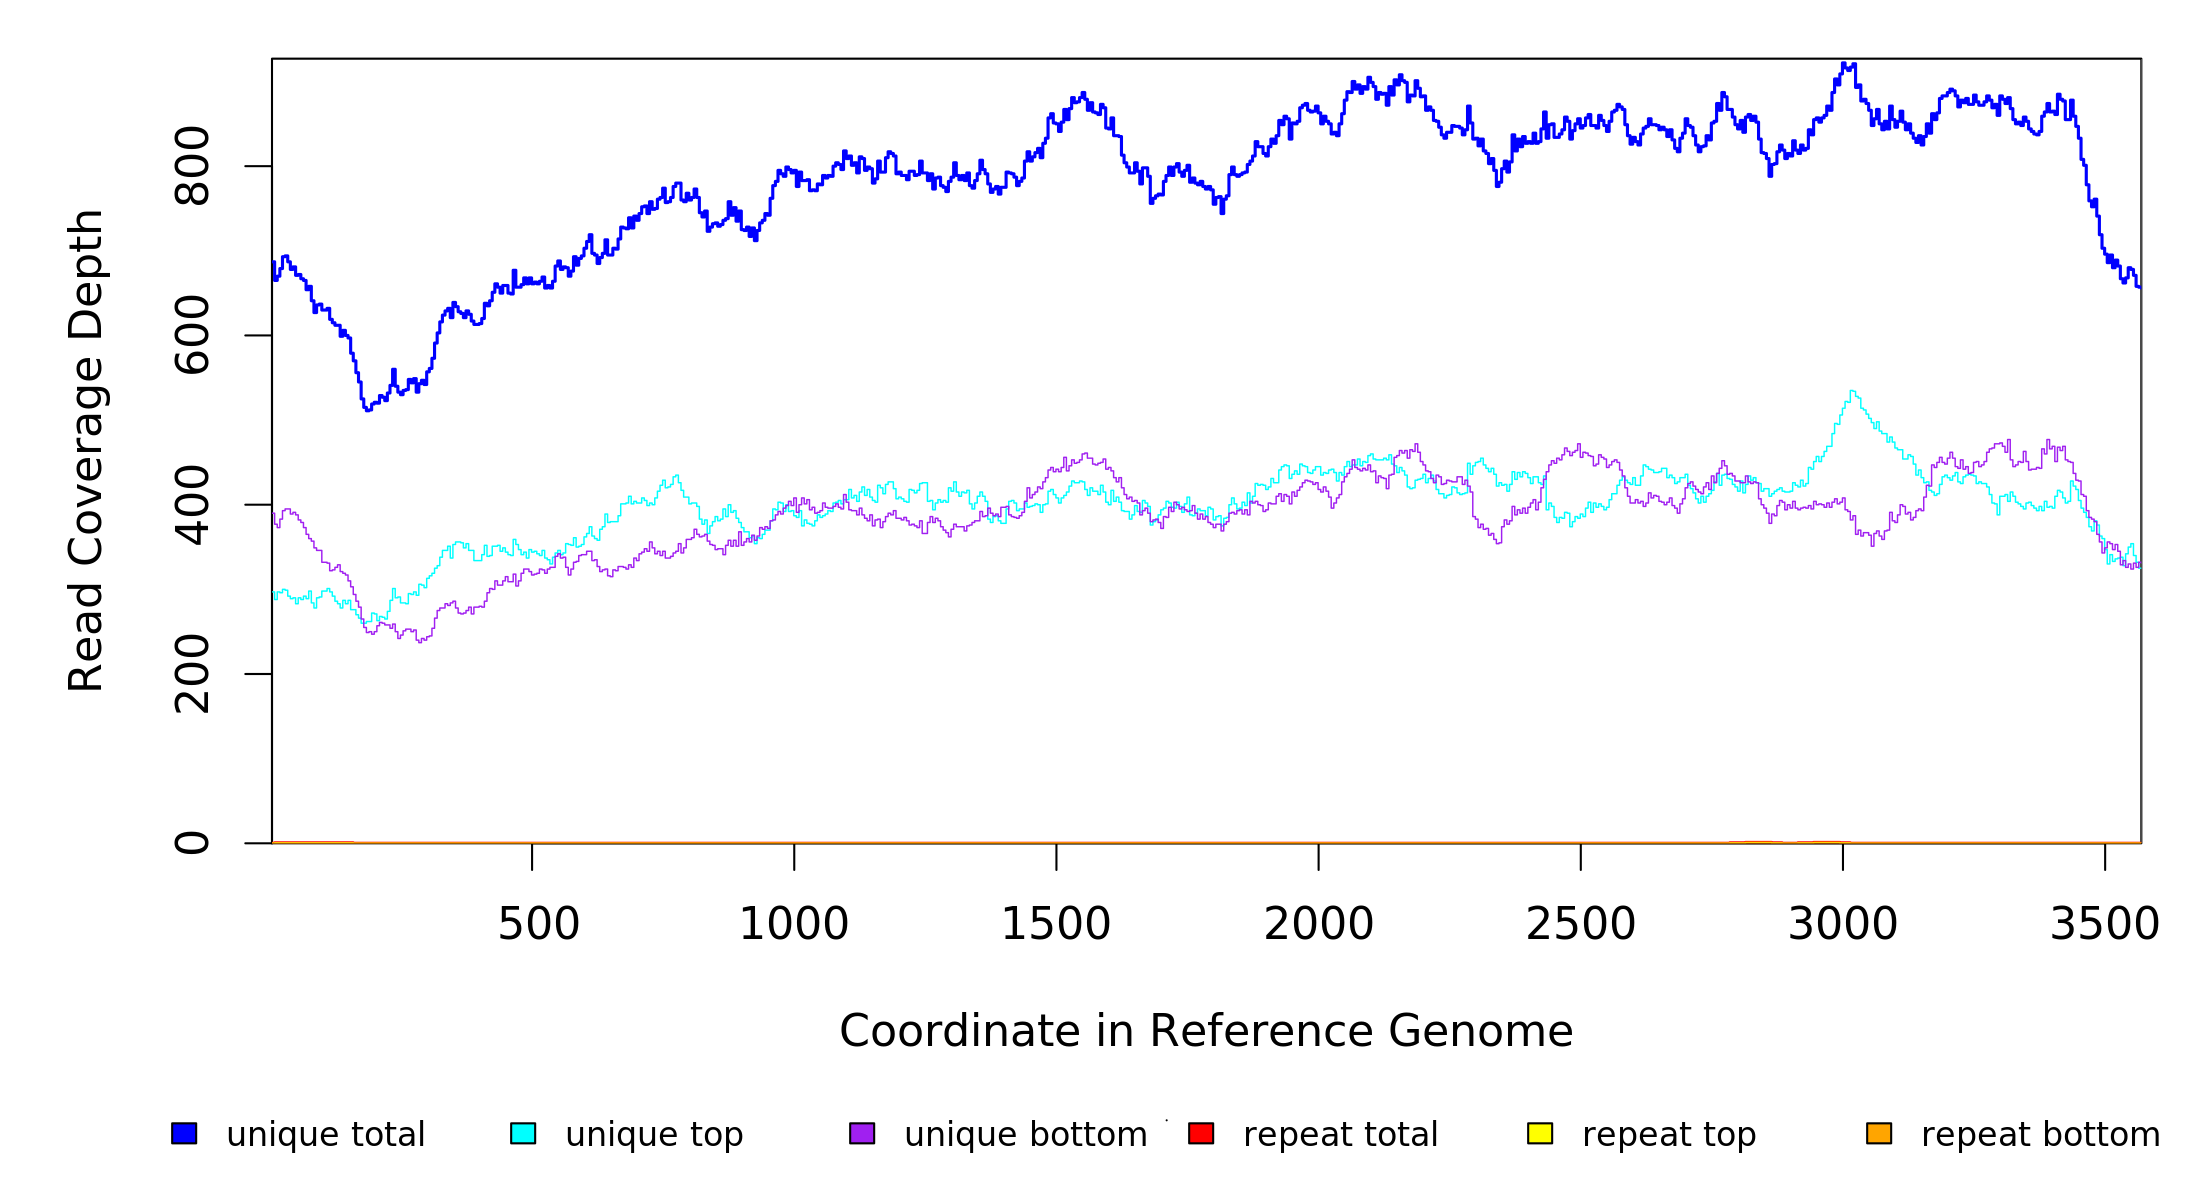 Read Coverage Depth
800
600
400
200
0
500 1000 1500 2000 2500 3000 3500
Coordinate in Reference Genome
unique total unique top unique bottom repeat total repeat top repeat bottom